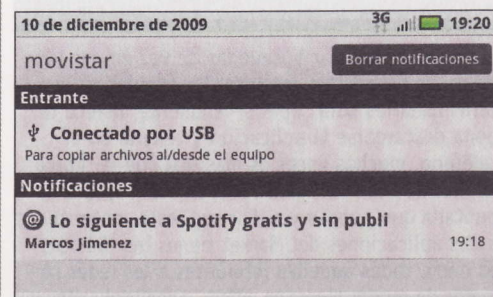 10 de diciembre de 2009 3G 19:20
movistar Borrar notificaciones
Entrante
Conectado por USB
Para copiar archivos al/desde el equipo
Notificaciones
@ Lo siguiente a Spotify gratis y sin publi
Marcos Jimenez 19:18